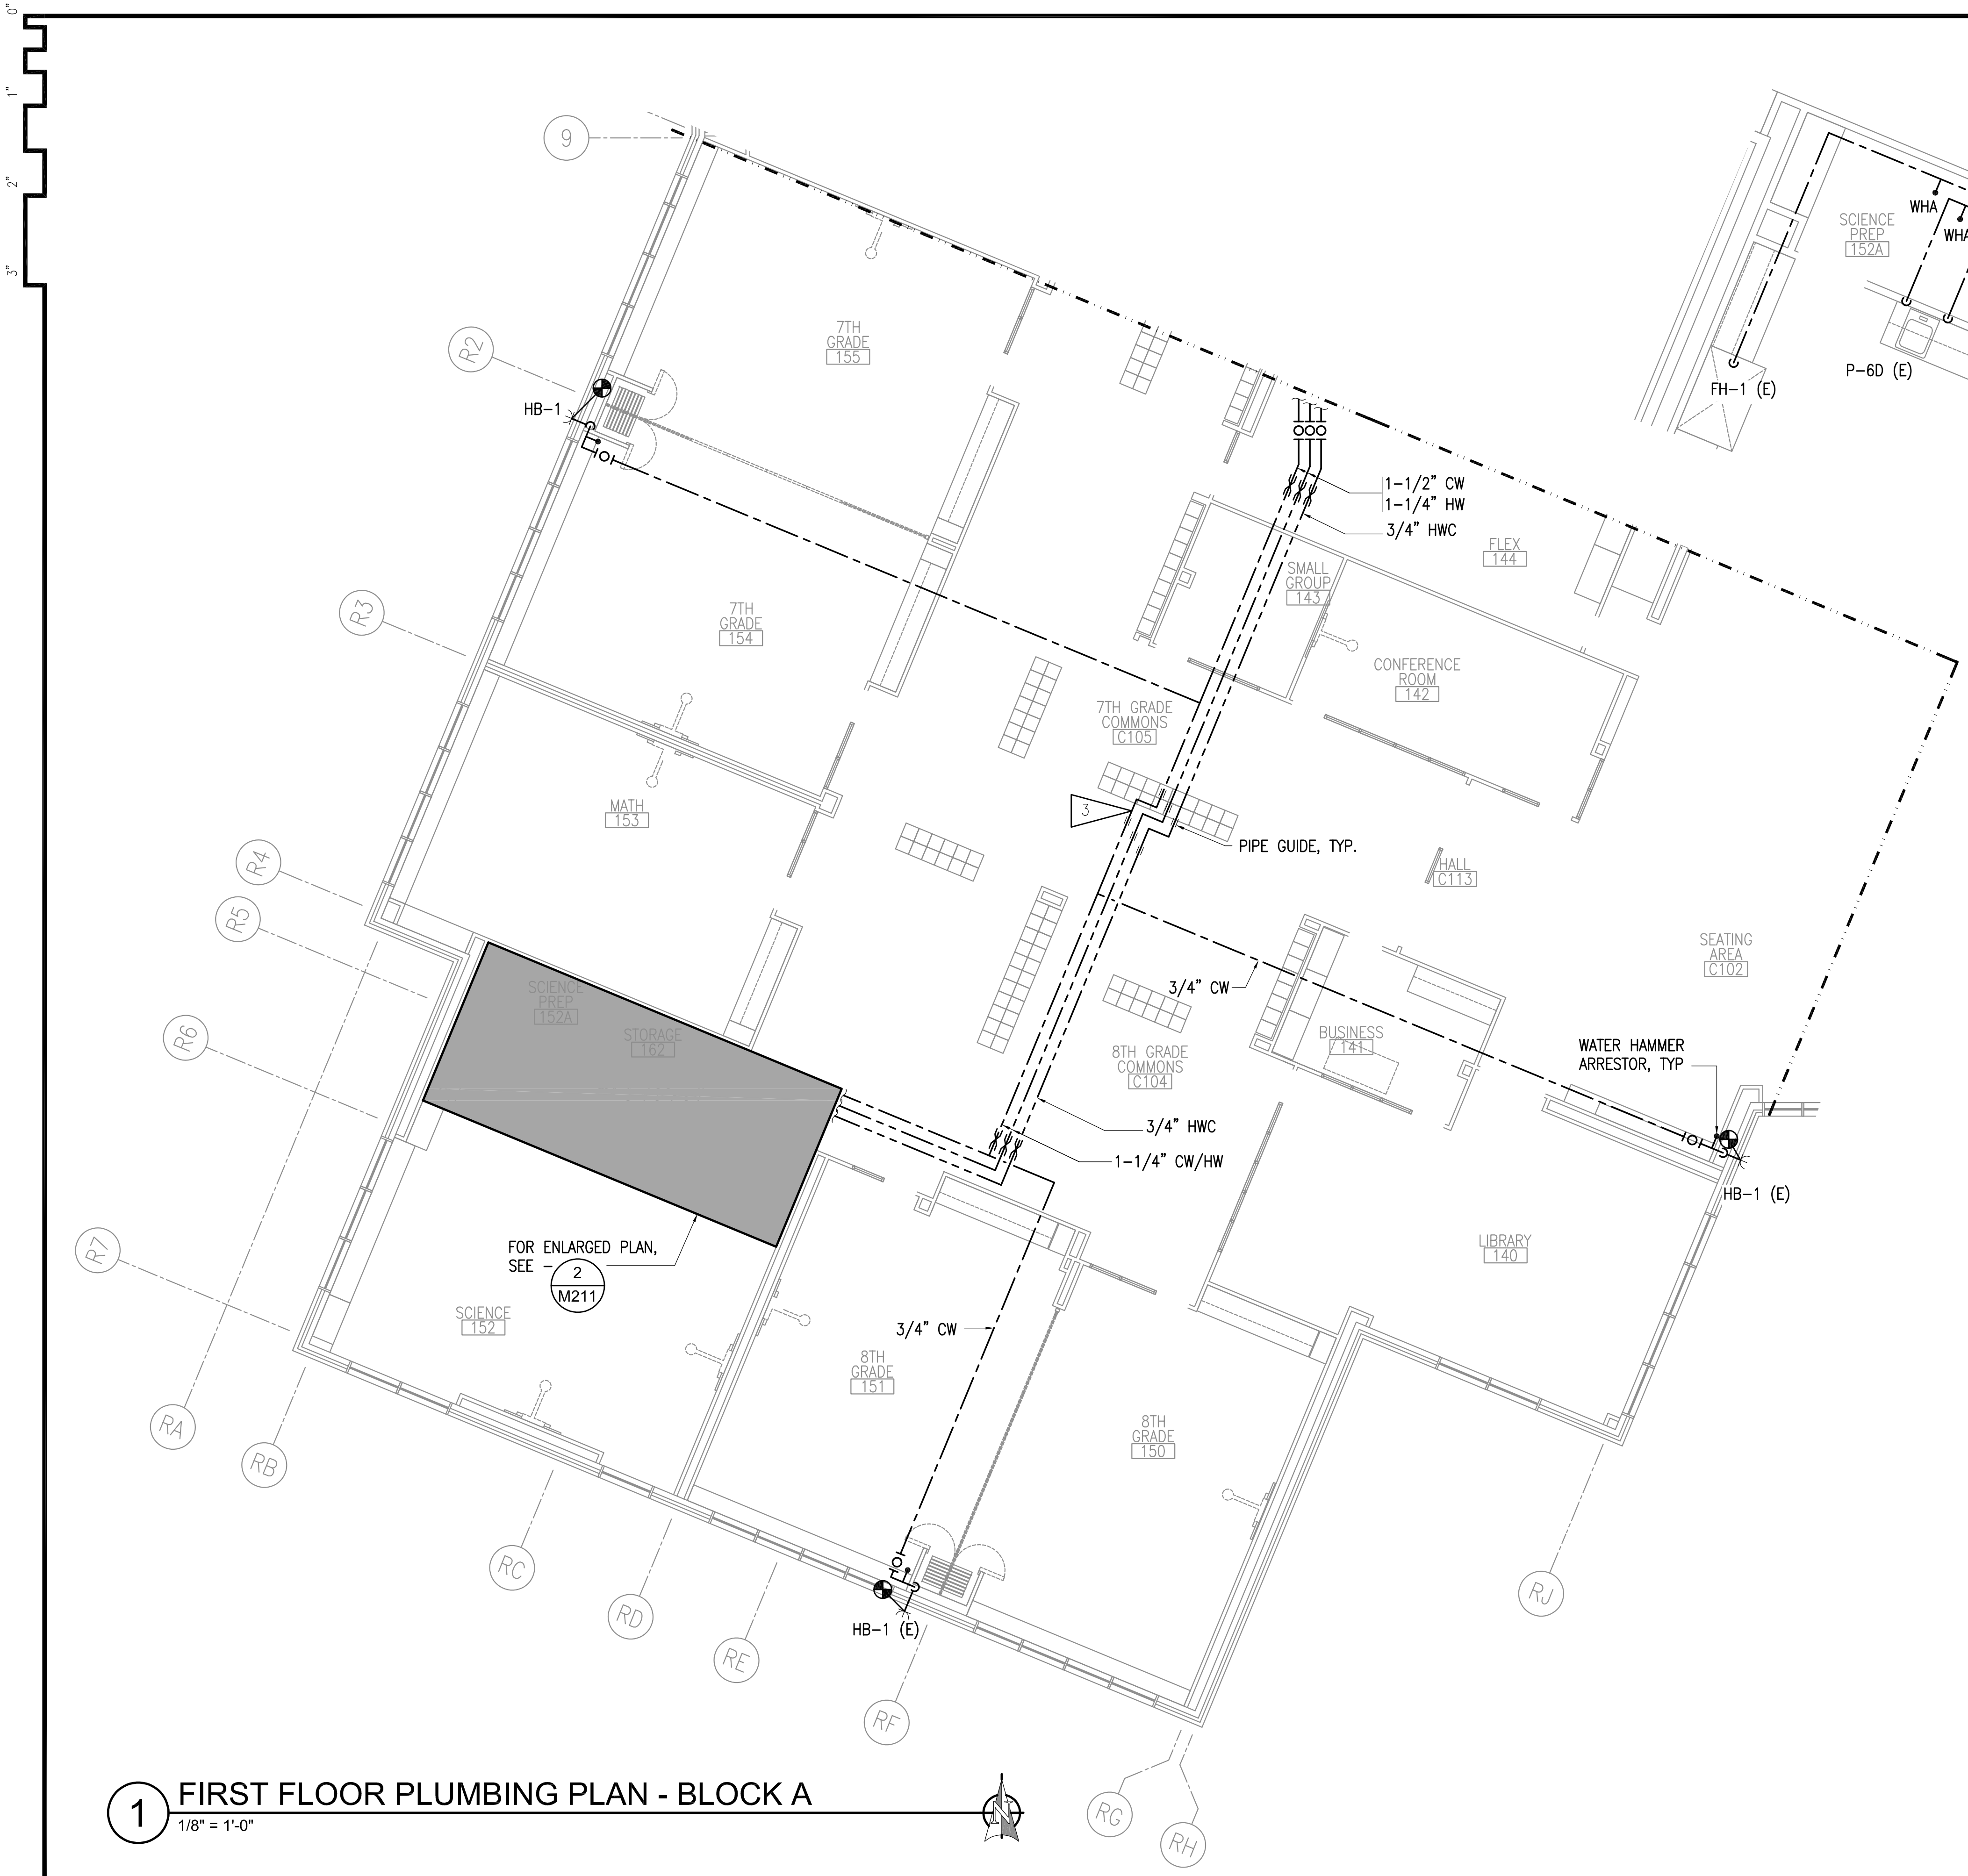 0"
1"
2"
3"
9
R2
R3
R4
R5
R6
R7
RA
RB
RC
RD
RE
RF
RG
RH
RJ
7TH
GRADE
155
HB-1
7TH
GRADE
154
MATH
153
SCIENCE
PREP
152A
STORAGE
162
FOR ENLARGED PLAN,
SEE -
2
M211
SCIENCE
152
8TH
GRADE
151
3/4" CW
HB-1 (E)
8TH
GRADE
150
1-1/2" CW
1-1/4" HW
3/4" HWC
FLEX
144
SMALL
GROUP
143
CONFERENCE
ROOM
142
7TH GRADE
COMMONS
C105
3
PIPE GUIDE, TYP.
HALL
C113
SEATING
AREA
C102
3/4" CW
BUSINESS
141
8TH GRADE
COMMONS
C104
WATER HAMMER
ARRESTOR, TYP
3/4" HWC
1-1/4" CW/HW
HB-1 (E)
LIBRARY
140
SCIENCE
PREP
152A
WHA
WHA
FH-1 (E)
P-6D (E)
1
FIRST FLOOR PLUMBING PLAN - BLOCK A
1/8" = 1'-0"
N